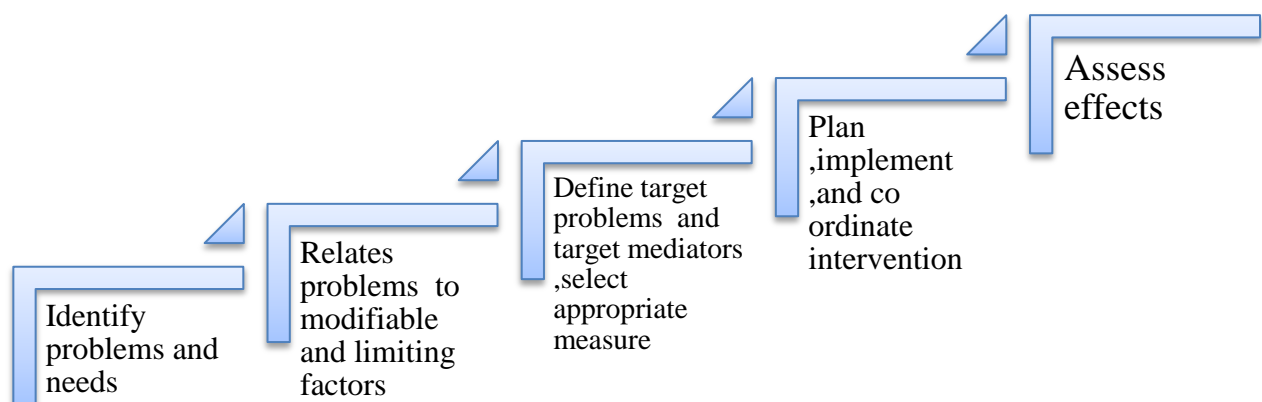 Identify
problems and
needs
Relates
problems  to
modifiable
and limiting
factors
Define target
problems  and
target mediators
,select
appropriate
measure
Plan
,implement
,and co
ordinate
intervention
Assess
effects